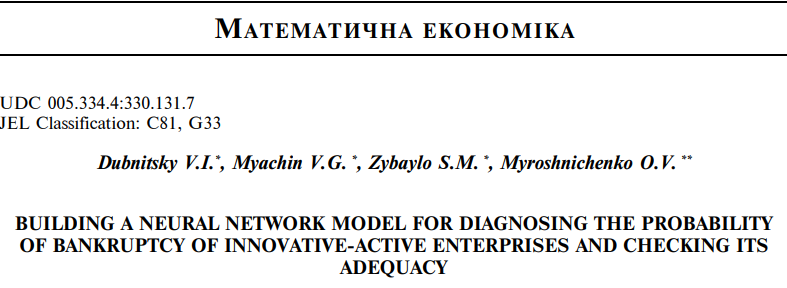 МАТЕМАТИЧНА ЕКОНОМІКА
UDC 005.334.4:330.131.7
JEL Classification: C81, G33
Dubnitsky V.I.*, Myachin V.G. *, Zybaylo S.M. *, Myroshnichenko O.V. **
BUILDING A NEURAL NETWORK MODEL FOR DIAGNOSING THE PROBABILITY
OF BANKRUPTCY OF INNOVATIVE-ACTIVE ENTERPRISES AND CHECKING ITS
ADEQUACY